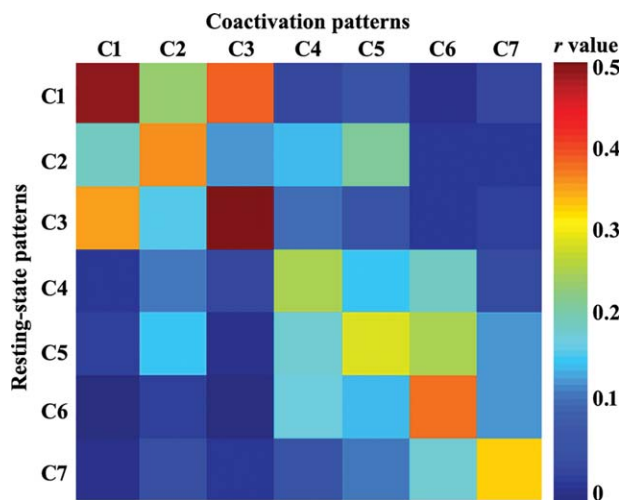 Coactivation patterns
C1 C2 C3 C4 C5 C6 C7
r value
Resting-state patterns
C1
C2
C3
C4
C5
C6
C7
0.5
0.4
0.3
0.2
0.1
0